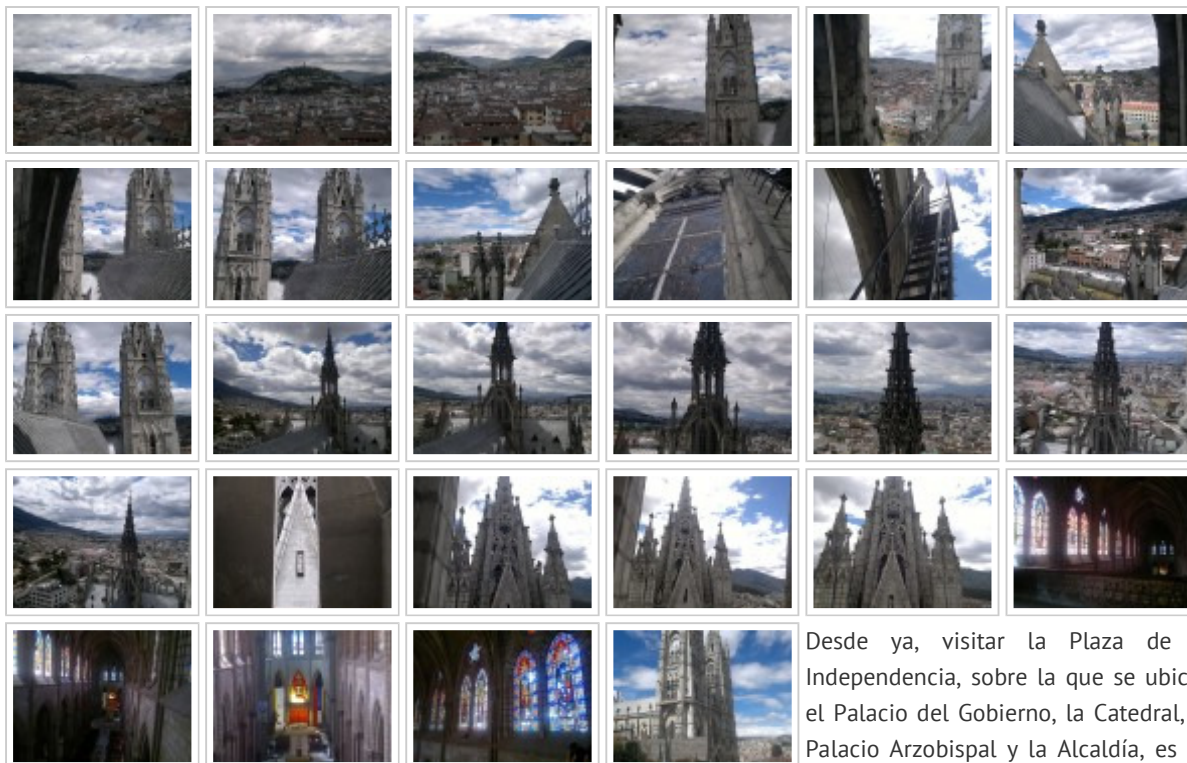 Desde ya, visitar la Plaza de
Independencia, sobre la que se ubic
el Palacio del Gobierno, la Catedral,
Palacio Arzobispal y la Alcaldía, es